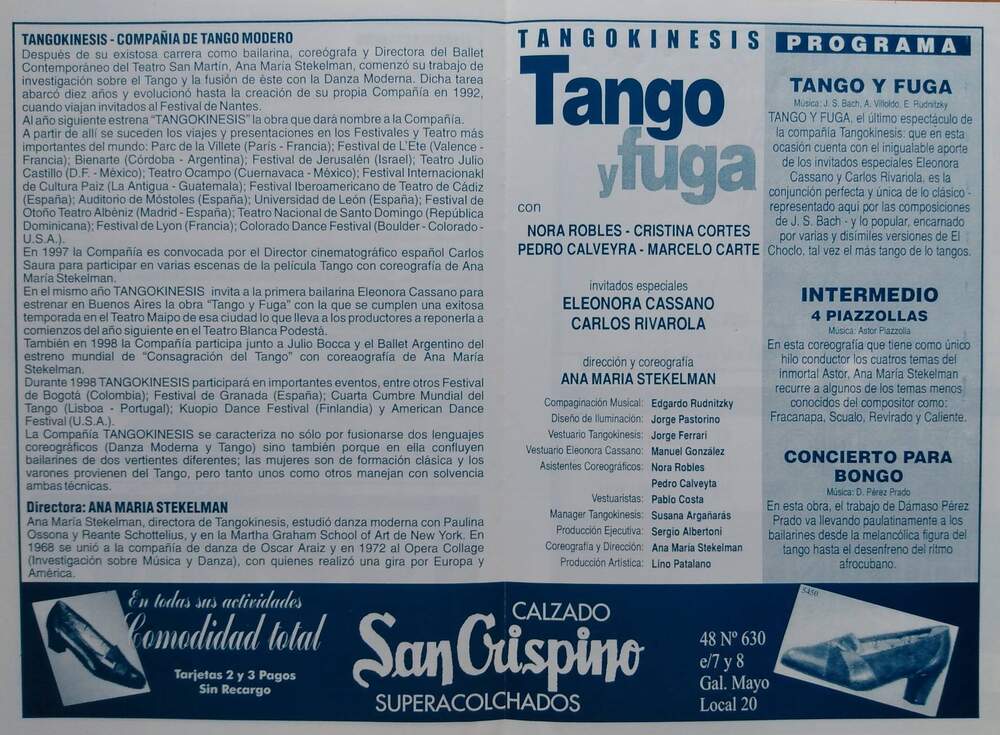 TANGOKINESIS - COMPAÑIA DE TANGO MODERO
Después de su existosa carrera como bailarina, coreógrafa y Directora del Ballet
Contemporáneo del Teatro San Martín, Ana María Stekelman, comenzó su trabajo de
investigación sobre el Tango y la fusión de éste con la Danza Moderna. Dicha tarea
abarcó diez años y evolucionó hasta la creación de su propia Compañía en 1992,
cuando viajan invitados al Festival de Nantes.
Al año siguiente estrena "TANGOKINESIS" la obra que dará nombre a la Compañía.
A partir de allí se suceden los viajes y presentaciones en los Festivales y Teatro más
importantes del mundo: Parc de la Villete (París - Francia); Festival de L'Ete (Valence -
Francia); Bienarte (Córdoba - Argentina); Festival de Jerusalén (Israel); Teatro Julio
Castillo (D.F. - México); Teatro Ocampo (Cuernavaca - México); Festival Internacionakl
de Cultura Paiz (La Antigua - Guatemala); Festival Iberoamericano de Teatro de Cádiz
(España); Auditorio de Móstoles (España); Universidad de León (España); Festival de
Otoño Teatro Albéniz (Madrid - España); Teatro Nacional de Santo Domingo (República
Dominicana); Festival de Lyon (Francia); Colorado Dance Festival (Boulder - Colorado -
U.S.A.).
En 1997 la Compañía es convocada por el Director cinematográfico español Carlos
Saura para participar en varias escenas de la película Tango con coreografía de Ana
María Stekelman.
En el mismo año TANGOKINESIS invita a la primera bailarina Eleonora Cassano para
estrenar en Buenos Aires la obra "Tango y Fuga" con la que se cumplen una exitosa
temporada en el Teatro Maipo de esa ciudad lo que lleva a los productores a reponerla a
comienzos del año siguiente en el Teatro Blanca Podestá.
También en 1998 la Compañía participa junto a Julio Bocca y el Ballet Argentino del
estreno mundial de "Consagración del Tango" con coreaografía de Ana María
Stekelman.
Durante 1998 TANGOKINESIS participará en importantes eventos, entre otros Festival
de Bogotá (Colombia); Festival de Granada (España); Cuarta Cumbre Mundial del
Tango (Lisboa - Portugal); Kuopio Dance Festival (Finlandia) y American Dance
Festival (U.S.A.).
La Compañía TANGOKINESIS se caracteriza no sólo por fusionarse dos lenguajes
coreográficos (Danza Moderna y Tango) sino también porque en ella confluyen
bailarines de dos vertientes diferentes; las mujeres son de formación clásica y los
varones provienen del Tango, pero tanto unos como otros manejan con solvencia
ambas técnicas.
Directora: ANA MARIA STEKELMAN
Ana María Stekelman, directora de Tangokinesis, estudió danza moderna con Paulina
Ossona y Reante Schottelius, y en la Martha Graham School of Art de New York. En
1968 se unió a la compañía de danza de Oscar Araiz y en 1972 al Opera Collage
(Investigación sobre Música y Danza), con quienes realizó una gira por Europa y
América.
TANGOKINESIS
Tango
y fuga
con
NORA ROBLES - CRISTINA CORTES
PEDRO CALVEYRA - MARCELO CARTE
invitados especiales
ELEONORA CASSANO
CARLOS RIVAROLA
dirección y coreografía
ANA MARIA STEKELMAN
Compaginación Musical: Edgardo Rudnitzky
Diseño de Iluminación: Jorge Pastorino
Vestuario Tangokinesis: Jorge Ferrari
Vestuario Eleonora Cassano: Manuel González
Asistentes Coreográficos: Nora Robles
Pedro Calveyta
Vestuaristas: Pablo Costa
Manager Tangokinesis: Susana Argañarás
Producción Ejecutiva: Sergio Albertoni
Coreografía y Dirección: Ana María Stekelman
Producción Artística: Lino Patalano
PROGRAMA
TANGO Y FUGA
Música: J. S. Bach, A. Villoldo, E. Rudnitzky
TANGO Y FUGA, el último espectáculo de
la compañía Tangokinesis: que en esta
ocasión cuenta con el inigualable aporte
de los invitados especiales Eleonora
Cassano y Carlos Rivariola, es la
conjunción perfecta y única de lo clásico -
representado aquí por las composiciones
de J. S. Bach - y lo popular, encarnado
por varias y disímiles versiones de El
Choclo, tal vez el más tango de lo tangos.
INTERMEDIO
4 PIAZZOLLAS
Música: Astor Piazzolla
En esta coreografía que tiene como único
hilo conductor los cuatros temas del
inmortal Astor, Ana María Stekelman
recurre a algunos de los temas menos
conocidos del compositor como:
Fracanapa, Scualo, Revirado y Caliente.
CONCIERTO PARA
BONGO
Música: D. Pérez Prado
En esta obra, el trabajo de Dámaso Pérez
Prado va llevando paulatinamente a los
bailarines desde la melancólica figura del
tango hasta el desenfreno del ritmo
afrocubano.
En todas sus actividades
Comodidad total
Tarjetas 2 y 3 Pagos
Sin Recargo
CALZADO
San Crispino
SUPERACOLCHADOS
48 Nº 630
e/7 y 8
Gal. Mayo
Local 20
5450